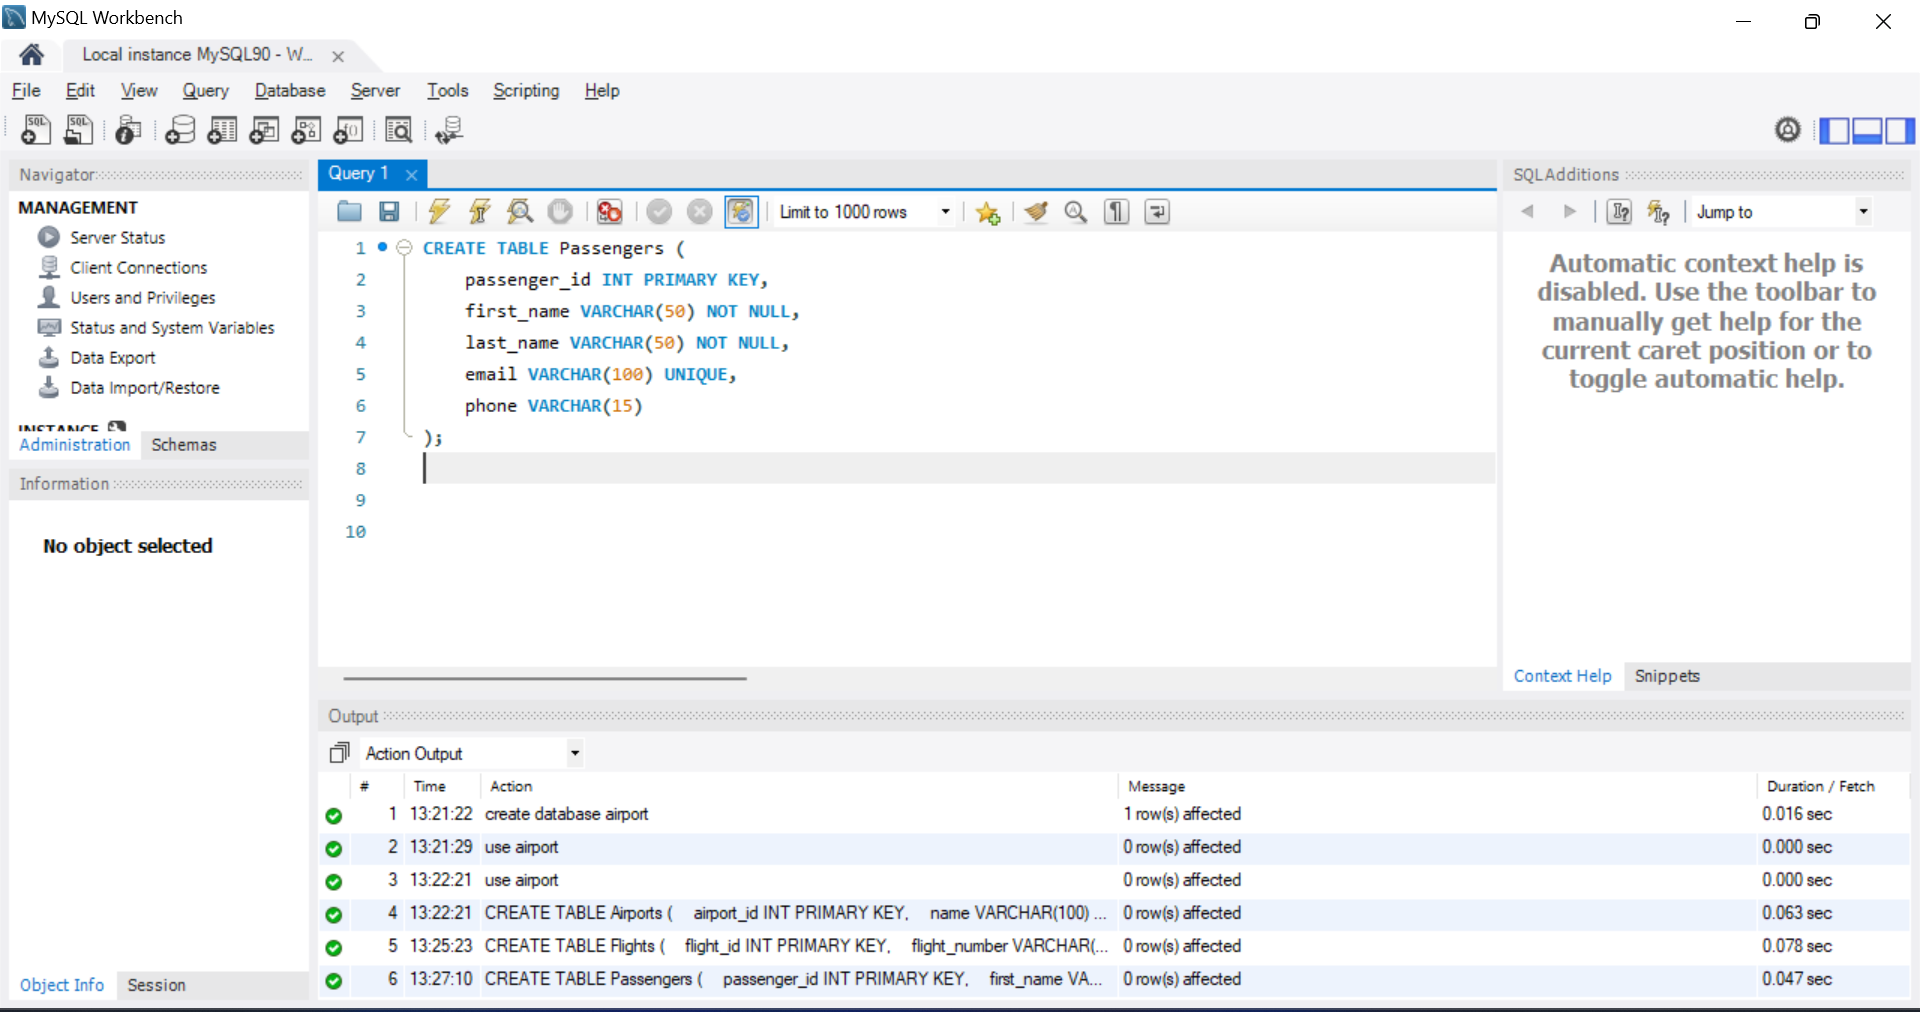 MySQL Workbench
Local instance MySQL90 - W...
File Edit View Query Database Server Tools Scripting Help
Navigator
MANAGEMENT
Server Status
Client Connections
Users and Privileges
Status and System Variables
Data Export
Data Import/Restore
INSTANCE
Administration Schemas
Information
No object selected
Object Info Session
Query 1
Limit to 1000 rows
1 CREATE TABLE Passengers (
2 passenger_id INT PRIMARY KEY,
3 first_name VARCHAR(50) NOT NULL,
4 last_name VARCHAR(50) NOT NULL,
5 email VARCHAR(100) UNIQUE,
6 phone VARCHAR(15)
7 );
8
9
10
SQLAdditions
Jump to
Automatic context help is
disabled. Use the toolbar to
manually get help for the
current caret position or to
toggle automatic help.
Context Help Snippets
Output
Action Output
# Time Action Message Duration / Fetch
1 13:21:22 create database airport 1 row(s) affected 0.016 sec
2 13:21:29 use airport 0 row(s) affected 0.000 sec
3 13:22:21 use airport 0 row(s) affected 0.000 sec
4 13:22:21 CREATE TABLE Airports ( airport_id INT PRIMARY KEY, name VARCHAR(100) ... 0 row(s) affected 0.063 sec
5 13:25:23 CREATE TABLE Flights ( flight_id INT PRIMARY KEY, flight_number VARCHAR(... 0 row(s) affected 0.078 sec
6 13:27:10 CREATE TABLE Passengers ( passenger_id INT PRIMARY KEY, first_name VA... 0 row(s) affected 0.047 sec